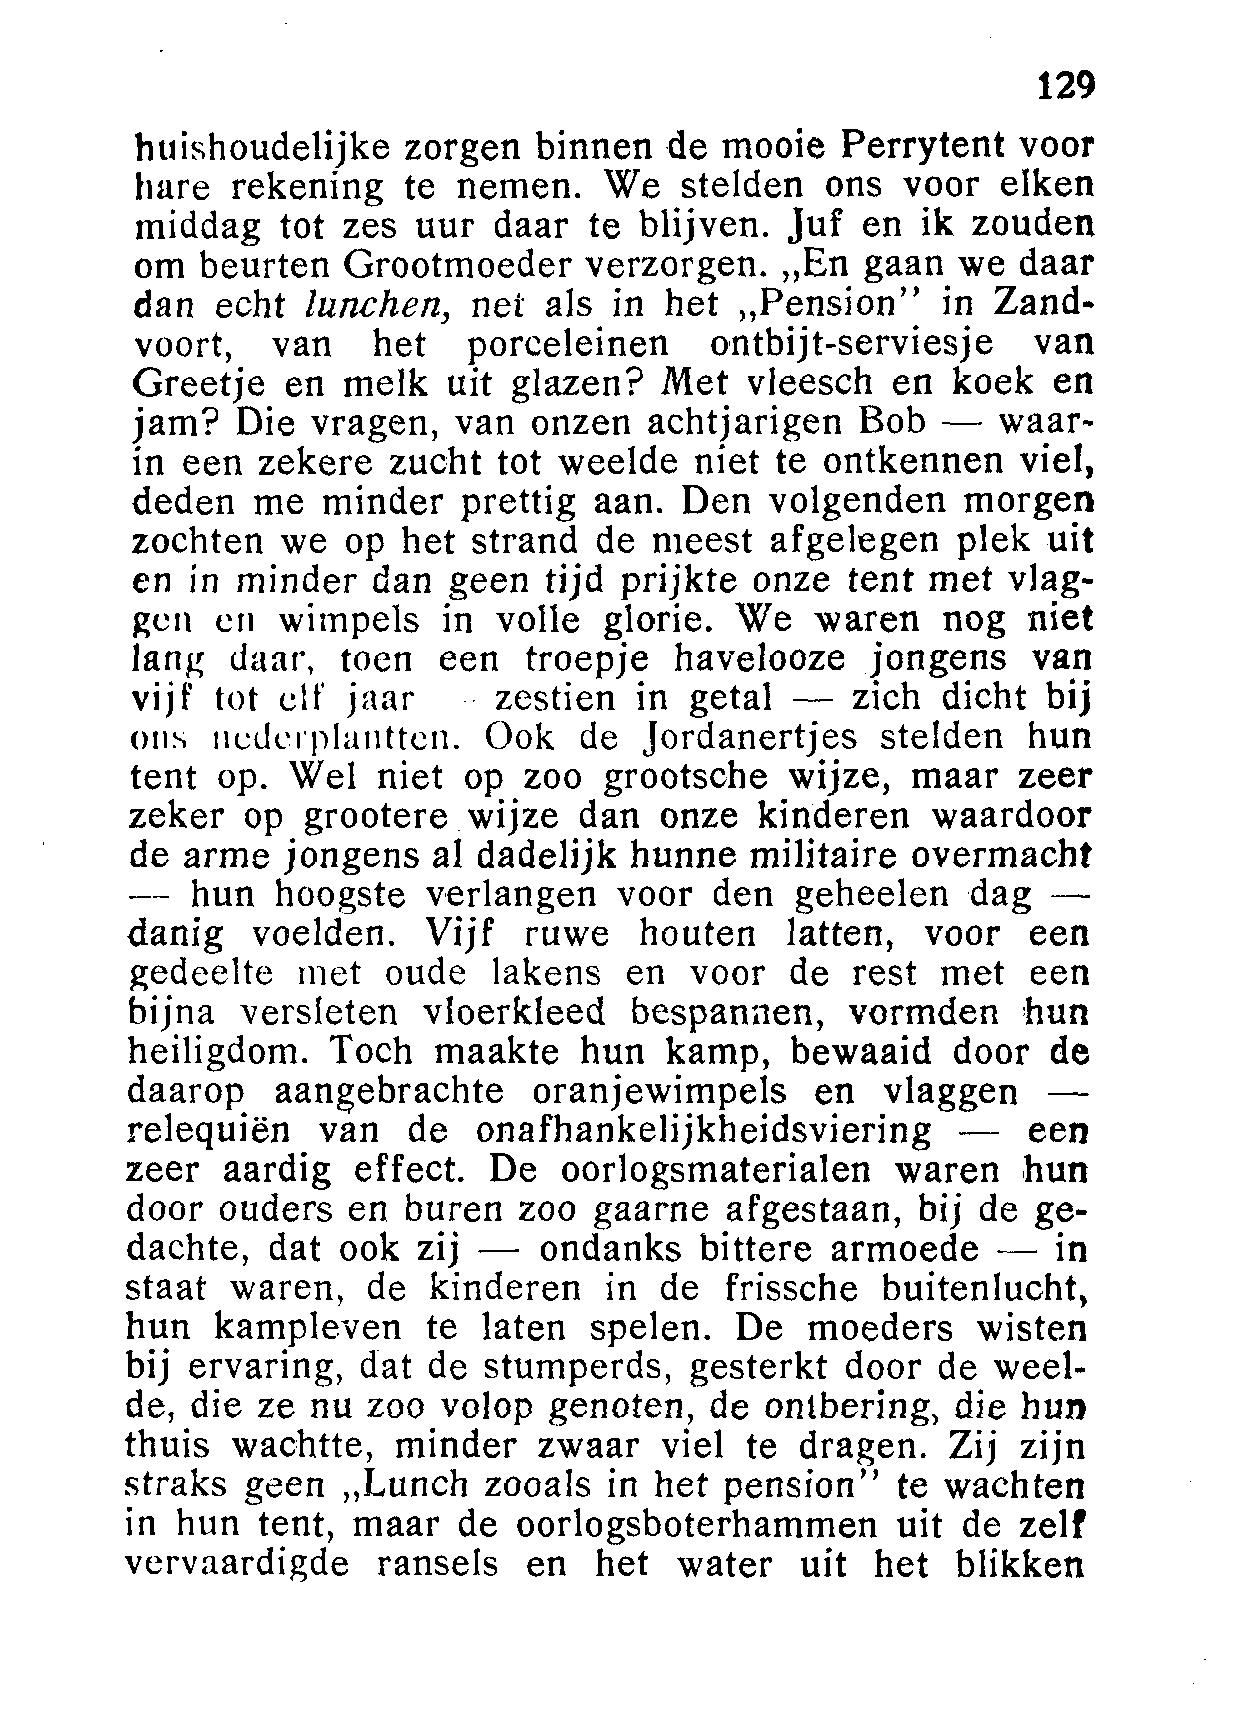 129
huishoudelijke zorgen binnen de mooie Perrytent voor
hare rekening te nemen. We stelden ons voor elken
middag tot zes uur daar te blijven. Juf en ik zouden
om beurten Grootmoeder verzorgen. „En gaan we daar
dan echt lunchen, net als in het „Pension” in Zand-
voort, van het porceleinen ontbijt-serviesje van
Greetje en melk uit glazen? Met vleesch en koek en
jam? Die vragen, van onzen achtjarigen Bob — waar-
in een zekere zucht tot weelde niet te ontkennen viel,
deden me minder prettig aan. Den volgenden morgen
zochten we op het strand de meest afgelegen plek uit
en in minder dan geen tijd prijkte onze tent met vlag-
gen en wimpels in volle glorie. We waren nog niet
lang daar, toen een troepje havelooze jongens van
vijf tot elf jaar - zestien in getal — zich dicht bij
ons nederplantten. Ook de Jordanertjes stelden hun
tent op. Wel niet op zoo grootsche wijze, maar zeer
zeker op grootere wijze dan onze kinderen waardoor
de arme jongens al dadelijk hunne militaire overmacht
— hun hoogste verlangen voor den geheelen dag —
danig voelden. Vijf ruwe houten latten, voor een
gedeelte met oude lakens en voor de rest met een
bijna versleten vloerkleed bespannen, vormden hun
heiligdom. Toch maakte hun kamp, bewaaid door de
daarop aangebrachte oranjewimpels en vlaggen —
relequiën van de onafhankelijkheidsviering — een
zeer aardig effect. De oorlogsmaterialen waren hun
door ouders en buren zoo gaarne afgestaan, bij de ge-
dachte, dat ook zij — ondanks bittere armoede — in
staat waren, de kinderen in de frissche buitenlucht,
hun kampleven te laten spelen. De moeders wisten
bij ervaring, dat de stumperds, gesterkt door de weel-
de, die ze nu zoo volop genoten, de ontbering, die hun
thuis wachtte, minder zwaar viel te dragen. Zij zijn
straks geen „Lunch zooals in het pension” te wachten
in hun tent, maar de oorlogsboterhammen uit de zelf
vervaardigde ransels en het water uit het blikken